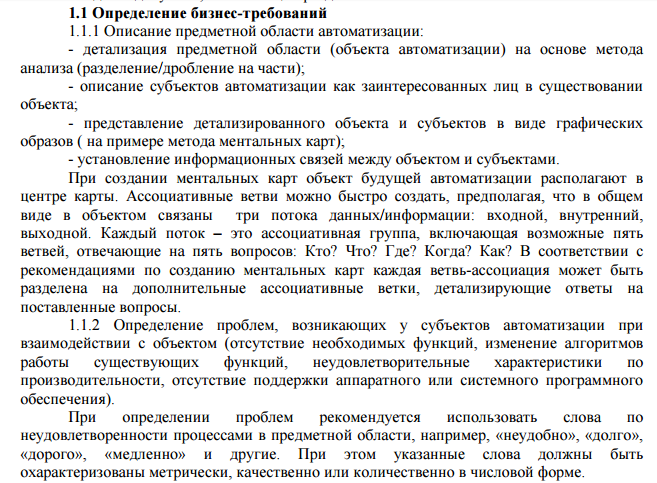 1.1 Определение бизнес-требований
1.1.1 Описание предметной области автоматизации:
- детализация предметной области (объекта автоматизации) на основе метода
анализа (разделение/дробление на части);
- описание субъектов автоматизации как заинтересованных лиц в существовании
объекта;
- представление детализированного объекта и субъектов в виде графических
образов ( на примере метода ментальных карт);
- установление информационных связей между объектом и субъектами.
При создании ментальных карт объект будущей автоматизации располагают в
центре карты. Ассоциативные ветви можно быстро создать, предполагая, что в общем
виде в объектом связаны три потока данных/информации: входной, внутренний,
выходной. Каждый поток – это ассоциативная группа, включающая возможные пять
ветвей, отвечающие на пять вопросов: Кто? Что? Где? Когда? Как? В соответствии с
рекомендациями по созданию ментальных карт каждая ветвь-ассоциация может быть
разделена на дополнительные ассоциативные ветки, детализирующие ответы на
поставленные вопросы.
1.1.2 Определение проблем, возникающих у субъектов автоматизации при
взаимодействии с объектом (отсутствие необходимых функций, изменение алгоритмов
работы существующих функций, неудовлетворительные характеристики по
производительности, отсутствие поддержки аппаратного или системного программного
обеспечения).
При определении проблем рекомендуется использовать слова по
неудовлетворенности процессами в предметной области, например, «неудобно», «долго»,
«дорого», «медленно» и другие. При этом указанные слова должны быть
охарактеризованы метрически, качественно или количественно в числовой форме.